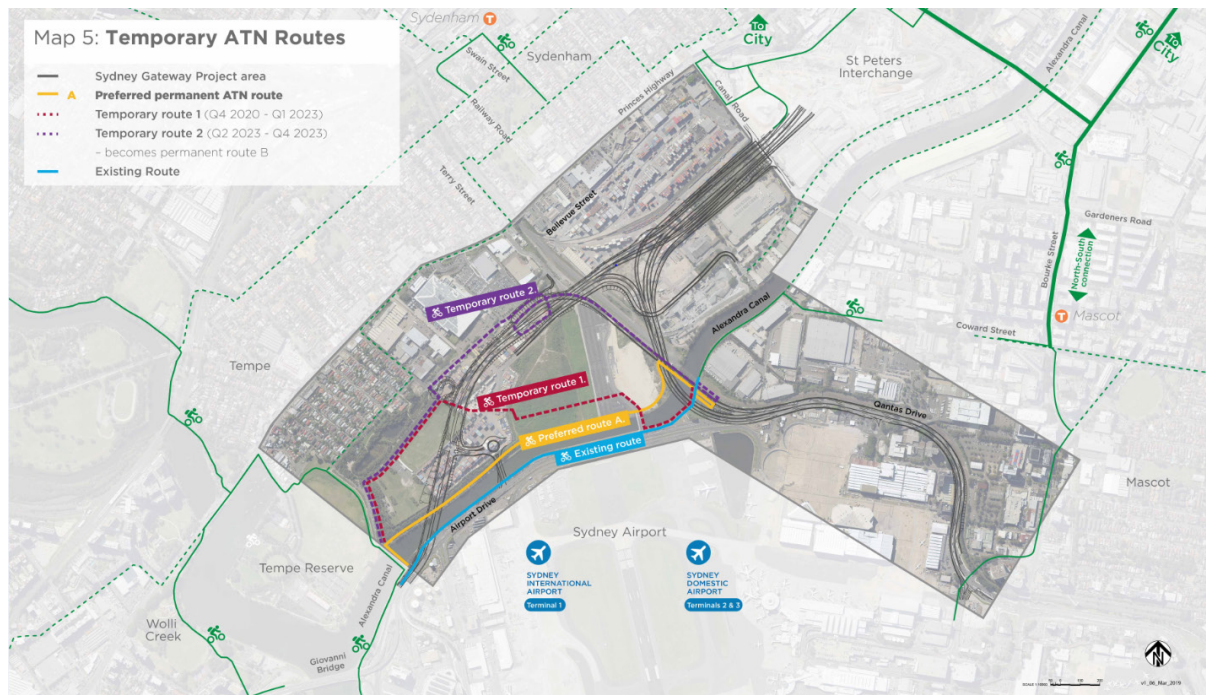 Map 5: Temporary ATN Routes
Sydney Gateway Project area
A Preferred permanent ATN route
Temporary route 1 (Q4 2020 - Q1 2023)
Temporary route 2 (Q2 2023 - Q4 2023)
– becomes permanent route B
Existing Route
Sydenham T
Sydenham
Swain Street
Railway Road
Terry Street
Princes Highway
To
City
Canal Road
St Peters
Interchange
Alexandra Canal
To
City
Bellevue Street
Gardeners Road
Bourke Street
North-South
connection
T Mascot
Coward Street
Alexandra Canal
Temporary route 2.
Temporary route 1.
Preferred route A.
Existing route
Qantas Drive
Airport Drive
Tempe
Mascot
Sydney Airport
SYDNEY
INTERNATIONAL
AIRPORT
Terminal 1
SYDNEY
DOMESTIC
AIRPORT
Terminals 2 & 3
Tempe Reserve
Alexandra Canal
Wolli
Creek
Giovanni
Bridge
N
v1_06_Mar_2019